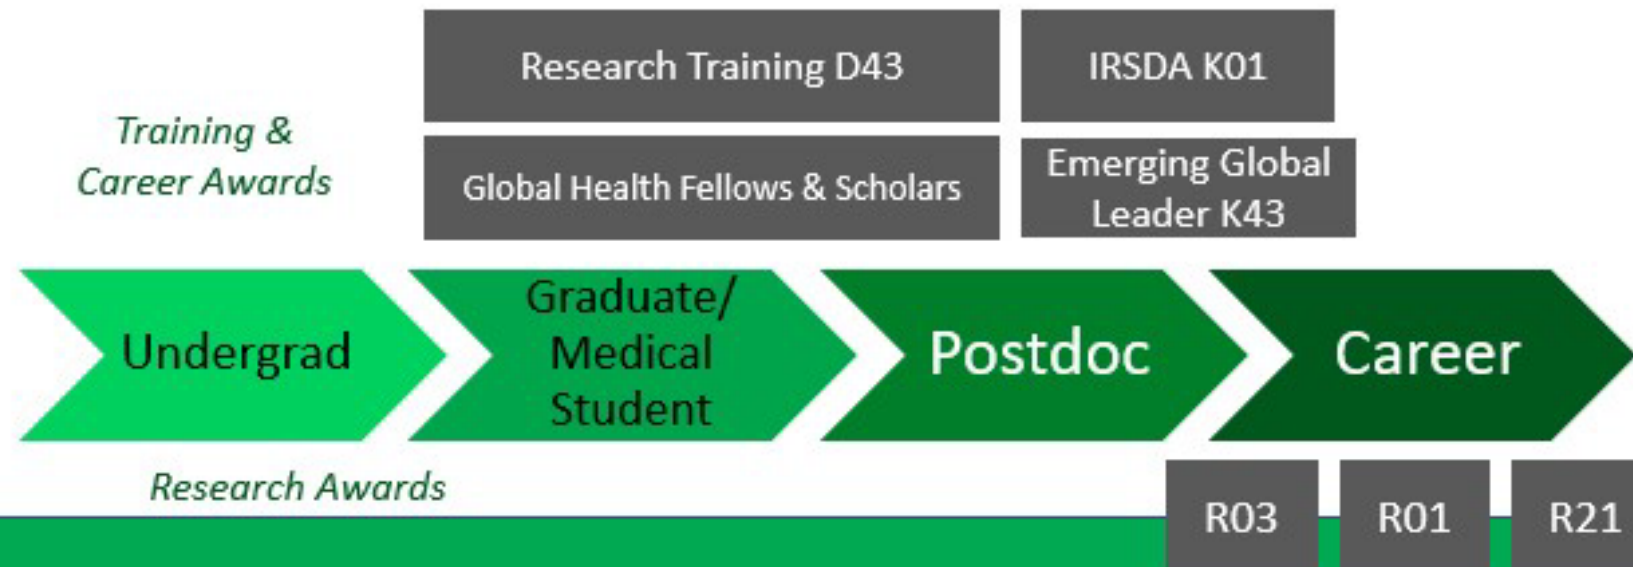 Research Training D43
IRSDA K01
Training &
Career Awards
Global Health Fellows & Scholars
Emerging Global
Leader K43
Undergrad
Graduate/
Medical
Student
Postdoc
Career
Research Awards
R03
R01
R21